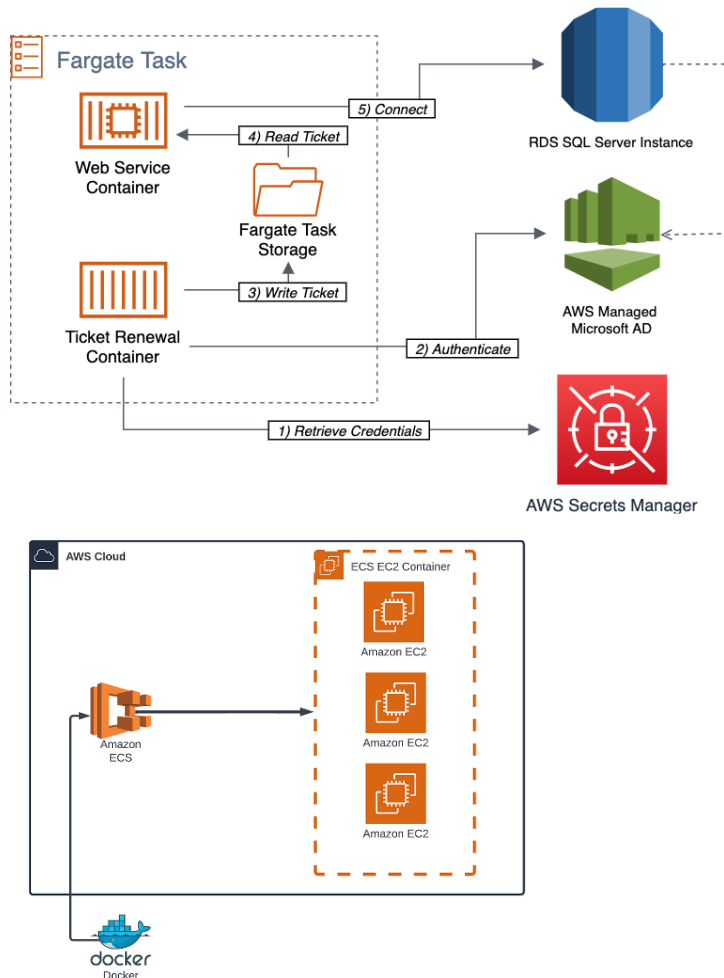 Fargate Task
5) Connect
4) Read Ticket
RDS SQL Server Instance
Web Service
Container
Fargate Task
Storage
3) Write Ticket
Ticket Renewal
Container
2) Authenticate
AWS Managed
Microsoft AD
1) Retrieve Credentials
AWS Secrets Manager
AWS Cloud
ECS EC2 Container
Amazon EC2
Amazon EC2
Amazon
ECS
Amazon EC2
docker
Docker